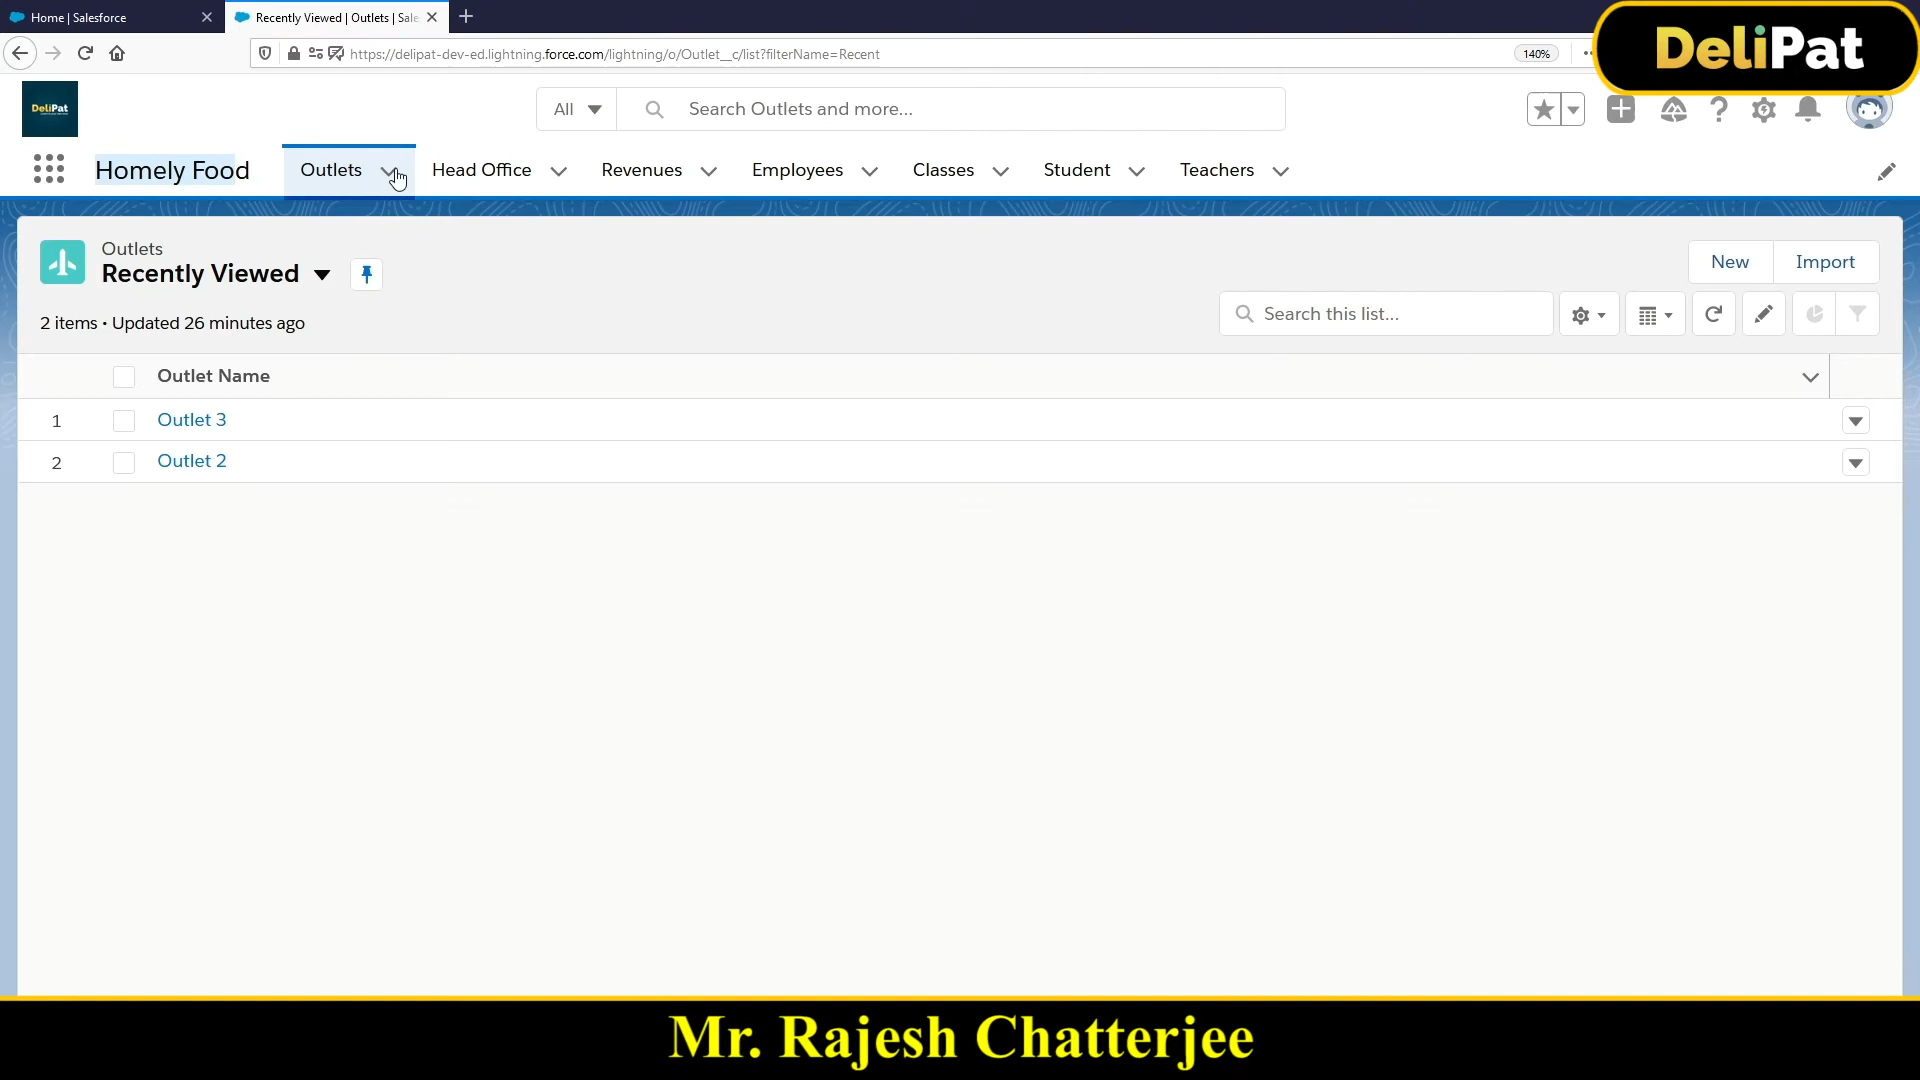 Home | Salesforce
Recently Viewed | Outlets | Sale
https://delipat-dev-ed.lightning.force.com/lightning/o/Outlet__c/list?filterName=Recent
140%
DeliPat
DeliPat
All
Search Outlets and more...
Homely Food
Outlets
Head Office
Revenues
Employees
Classes
Student
Teachers
Outlets
Recently Viewed
New
Import
2 items • Updated 26 minutes ago
Search this list...
Outlet Name
1
Outlet 3
2
Outlet 2
Mr. Rajesh Chatterjee